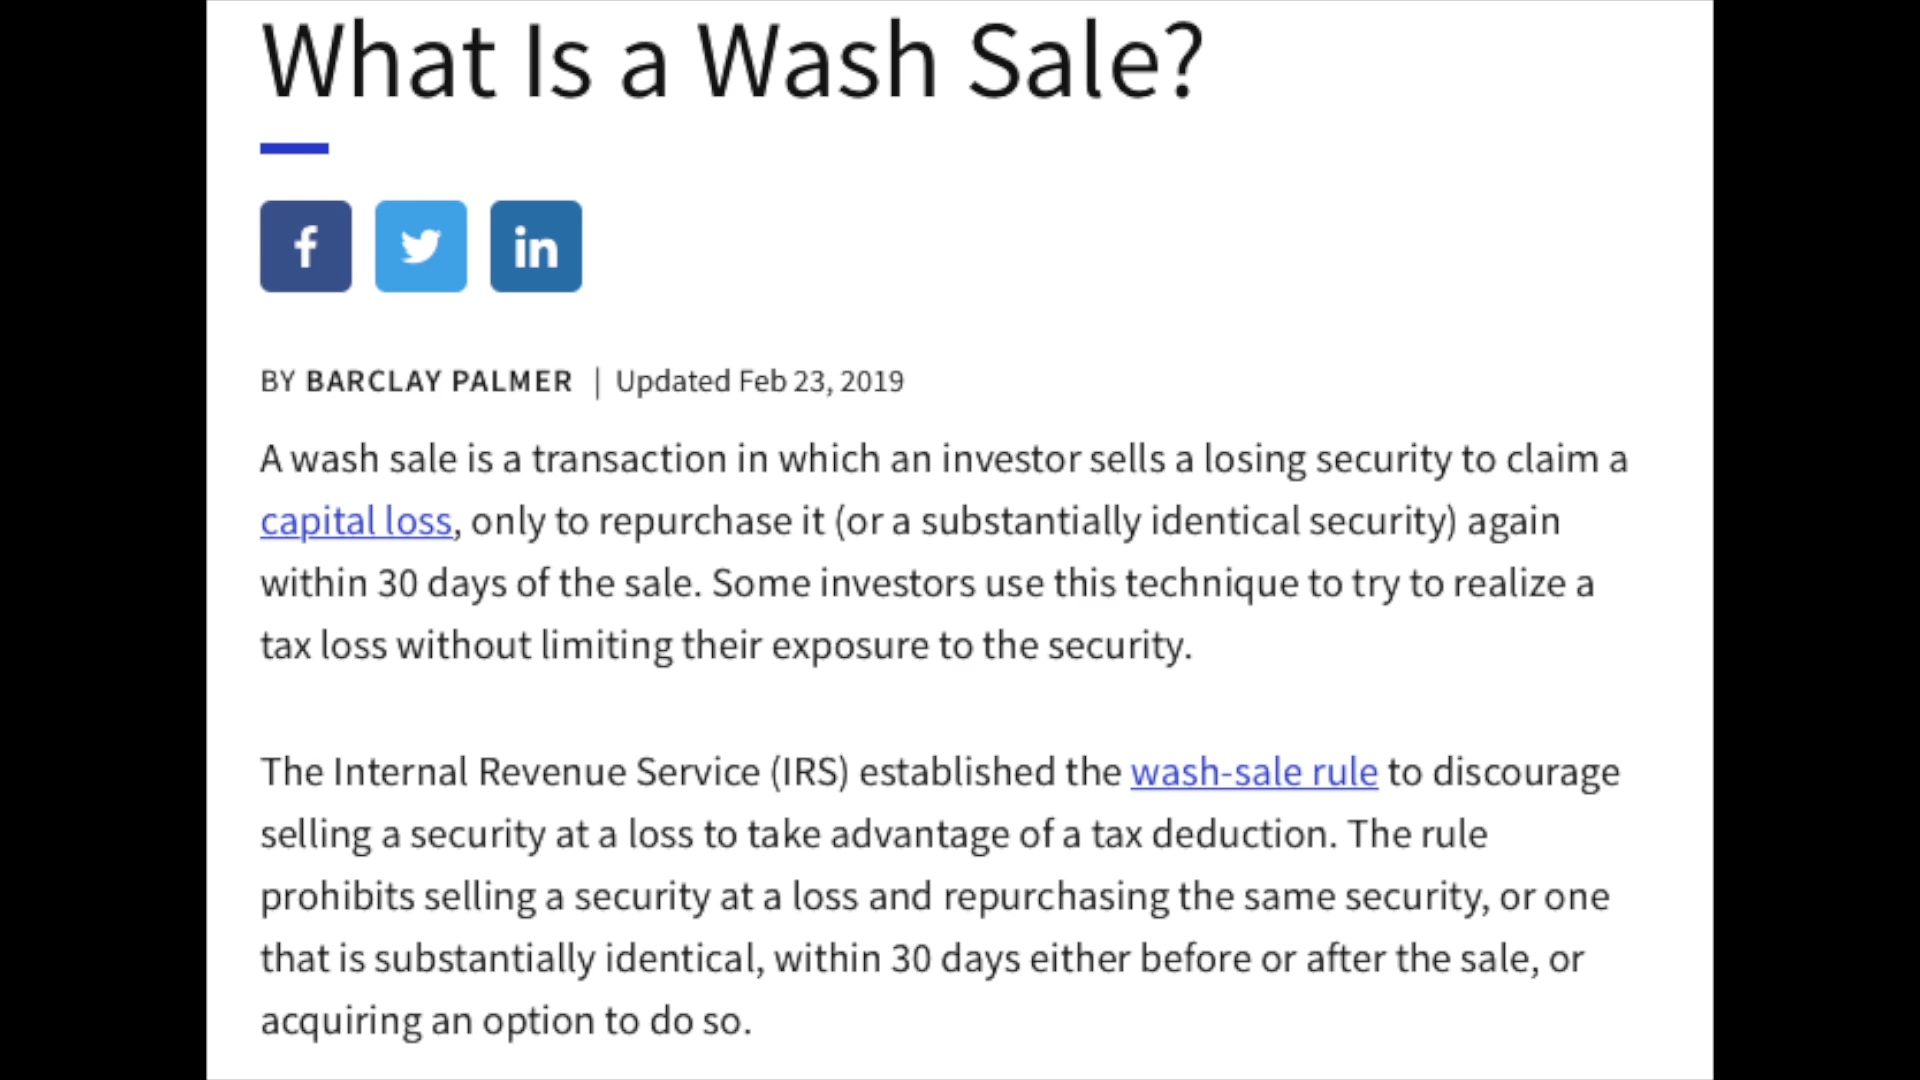 What Is a Wash Sale?
f
in
BY BARCLAY PALMER | Updated Feb 23, 2019
A wash sale is a transaction in which an investor sells a losing security to claim a
capital loss, only to repurchase it (or a substantially identical security) again
within 30 days of the sale. Some investors use this technique to try to realize a
tax loss without limiting their exposure to the security.
The Internal Revenue Service (IRS) established the wash-sale rule to discourage
selling a security at a loss to take advantage of a tax deduction. The rule
prohibits selling a security at a loss and repurchasing the same security, or one
that is substantially identical, within 30 days either before or after the sale, or
acquiring an option to do so.